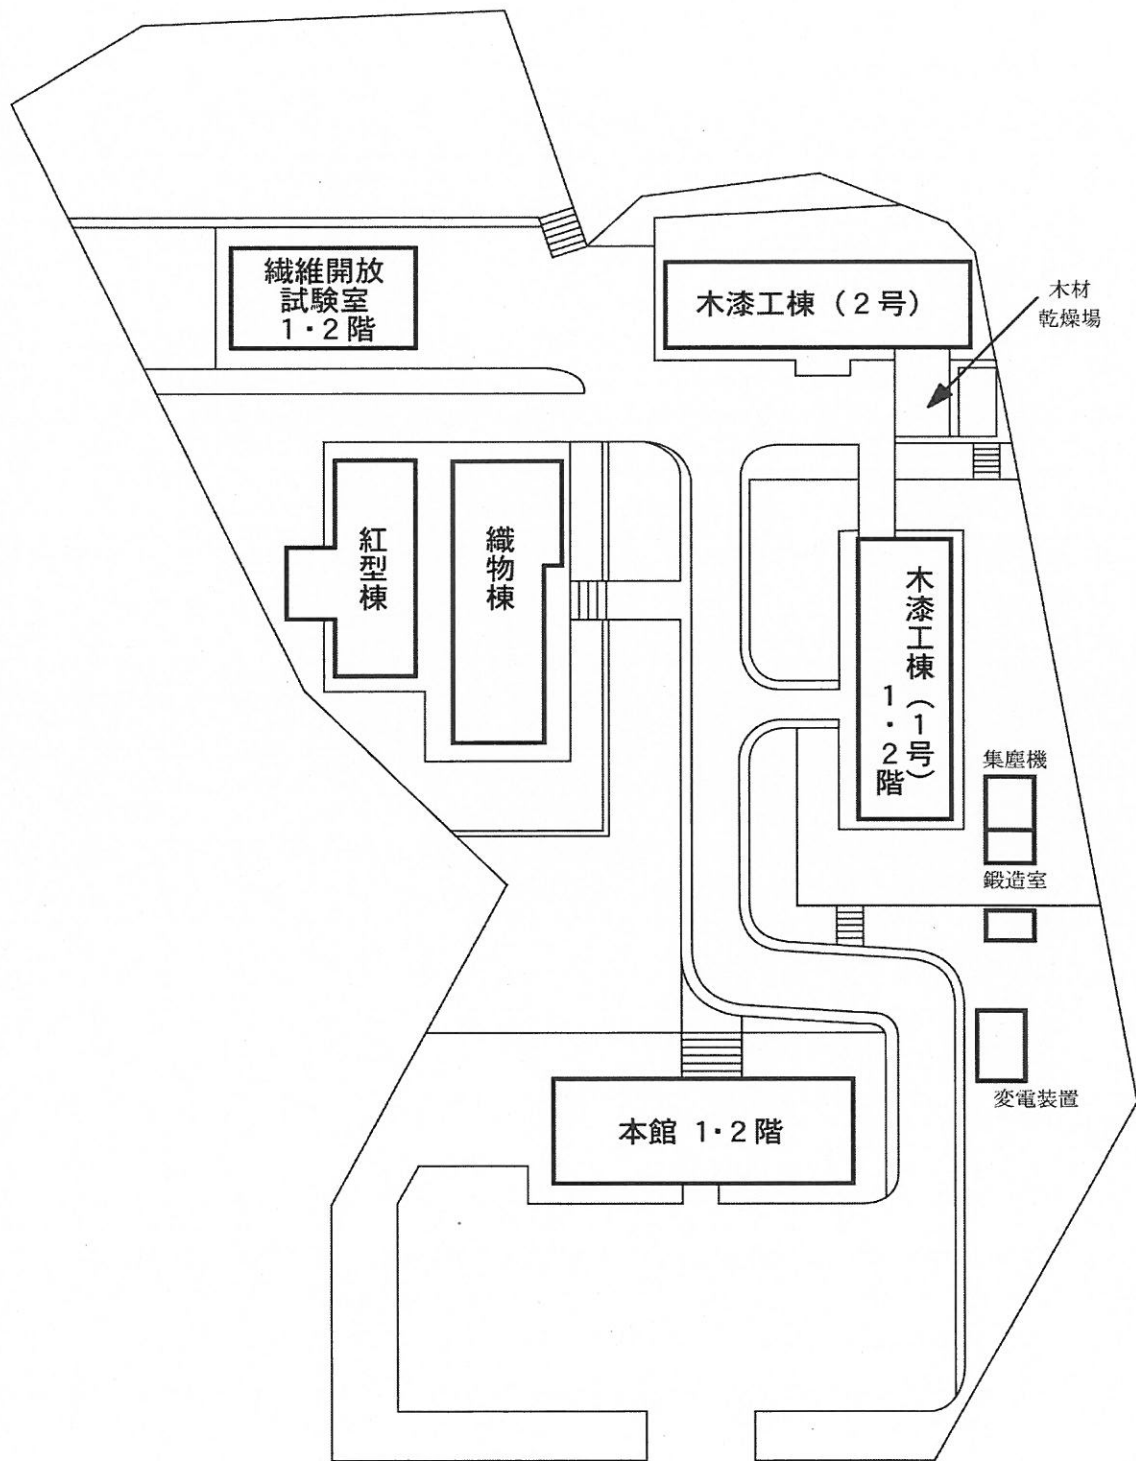 繊維開放
試験室
1・2階
木漆工棟（2号）
木材
乾燥場
紅型棟
織物棟
木漆工棟（1号）
1・2階
集塵機
鍛造室
変電装置
本館 1・2階